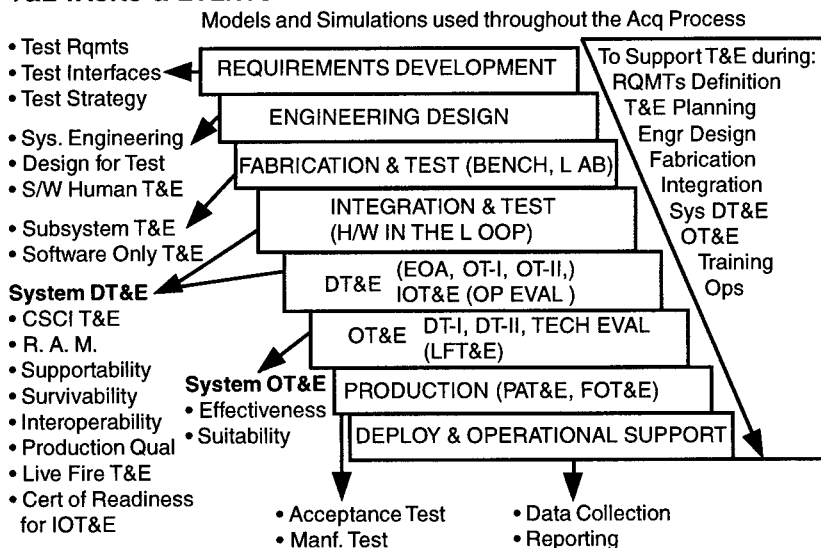 Models and Simulations used throughout the Acq Process
• Test Rqmts
• Test Interfaces
• Test Strategy
• Sys. Engineering
• Design for Test
• S/W Human T&E
• Subsystem T&E
• Software Only T&E
System DT&E
• CSCI T&E
• R. A. M.
• Supportability
• Survivability
• Interoperability
• Production Qual
• Live Fire T&E
• Cert of Readiness
for IOT&E
REQUIREMENTS DEVELOPMENT
ENGINEERING DESIGN
FABRICATION & TEST (BENCH, L AB)
INTEGRATION & TEST
(H/W IN THE L OOP)
DT&E (EOA, OT-I, OT-II,)
IOT&E (OP EVAL )
OT&E DT-I, DT-II, TECH EVAL
(LFT&E)
PRODUCTION (PAT&E, FOT&E)
DEPLOY & OPERATIONAL SUPPORT
System OT&E
• Effectiveness
• Suitability
• Acceptance Test
• Manf. Test
• Data Collection
• Reporting
To Support T&E during:
RQMTs Definition
T&E Planning
Engr Design
Fabrication
Integration
Sys DT&E
OT&E
Training
Ops